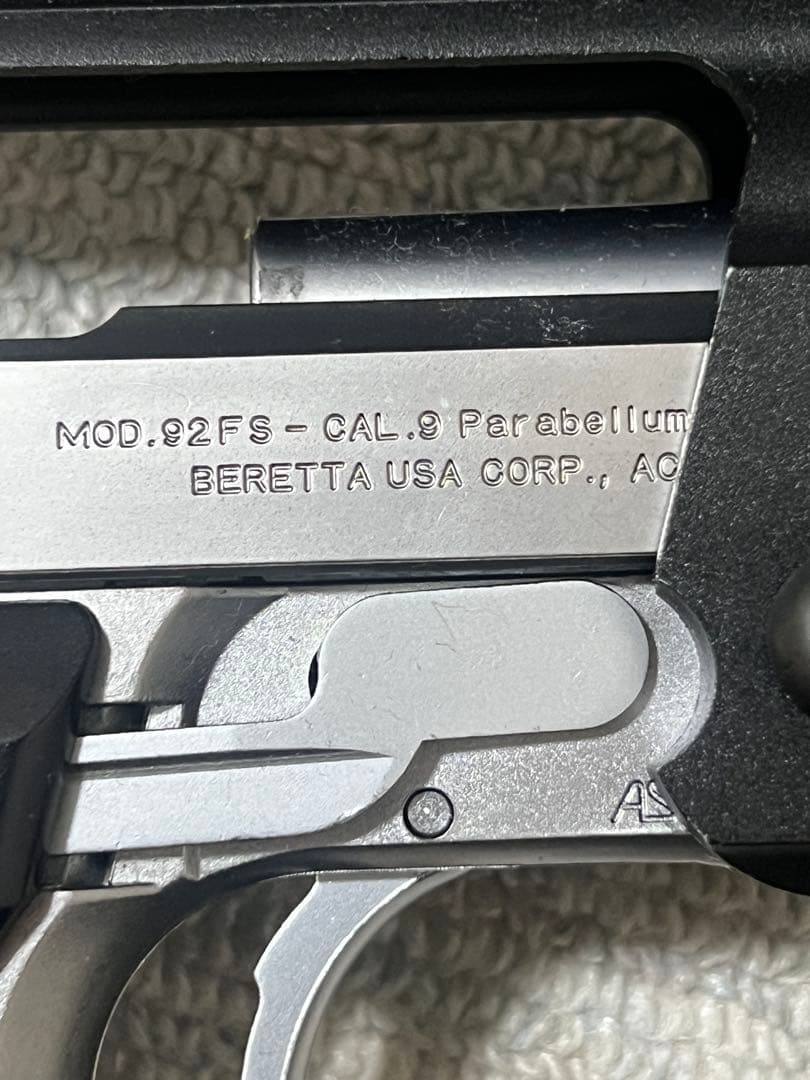 MOD.92FS - CAL.9 Parabellum
BERETTA USA CORP., AC